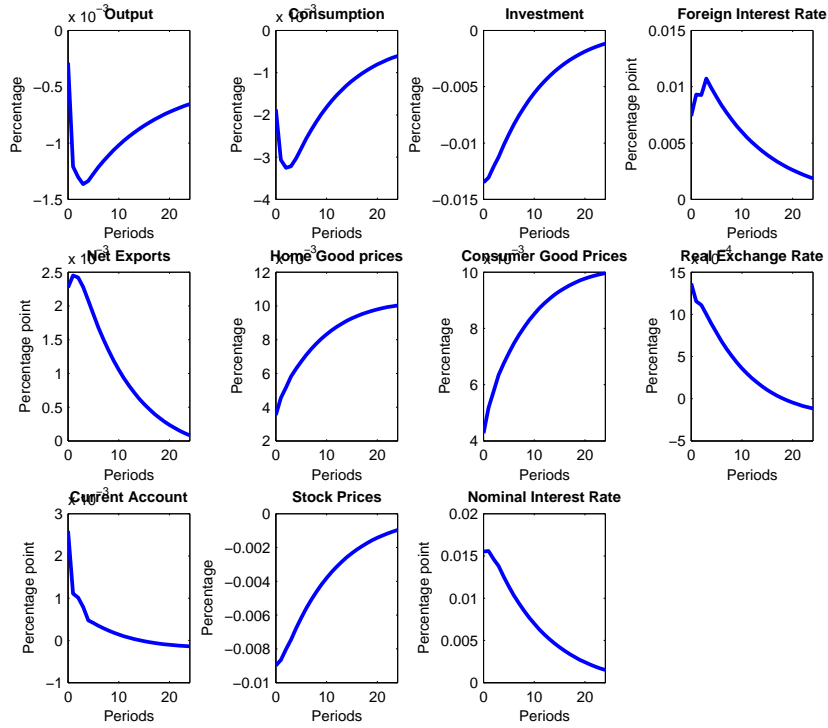 x 10⁻³ Output
Percentage
0
−0.5
−1
−1.5
0 10 20
Periods
x 10⁻³ Consumption
Percentage
0
−1
−2
−3
−4
0 10 20
Periods
Investment
Percentage
0
−0.005
−0.01
−0.015
0 10 20
Periods
Foreign Interest Rate
Percentage point
0.015
0.01
0.005
0
0 10 20
Periods
x 10⁻³ Net Exports
Percentage point
2.5
2
1.5
1
0.5
0
0 10 20
Periods
x 10⁻³ Home Good prices
Percentage
12
10
8
6
4
2
0 10 20
Periods
x 10⁻³ Consumer Good Prices
Percentage
10
8
6
4
0 10 20
Periods
x 10⁻⁴ Real Exchange Rate
Percentage
15
10
5
0
−5
0 10 20
Periods
x 10⁻³ Current Account
Percentage point
3
2
1
0
−1
0 10 20
Periods
Stock Prices
Percentage
0
−0.002
−0.004
−0.006
−0.008
−0.01
0 10 20
Periods
Nominal Interest Rate
Percentage point
0.02
0.015
0.01
0.005
0
0 10 20
Periods